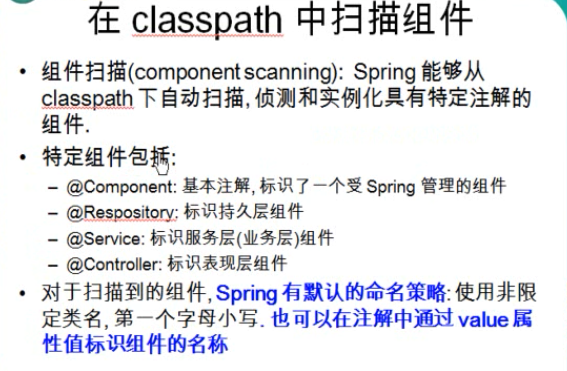 在 classpath 中扫描组件
• 组件扫描(component scanning): Spring 能够从
classpath 下自动扫描, 侦测和实例化具有特定注解的
组件.
• 特定组件包括:
– @Component: 基本注解, 标识了一个受 Spring 管理的组件
– @Respository: 标识持久层组件
– @Service: 标识服务层(业务层)组件
– @Controller: 标识表现层组件
• 对于扫描到的组件, Spring 有默认的命名策略: 使用非限
定类名, 第一个字母小写. 也可以在注解中通过 value 属
性值标识组件的名称